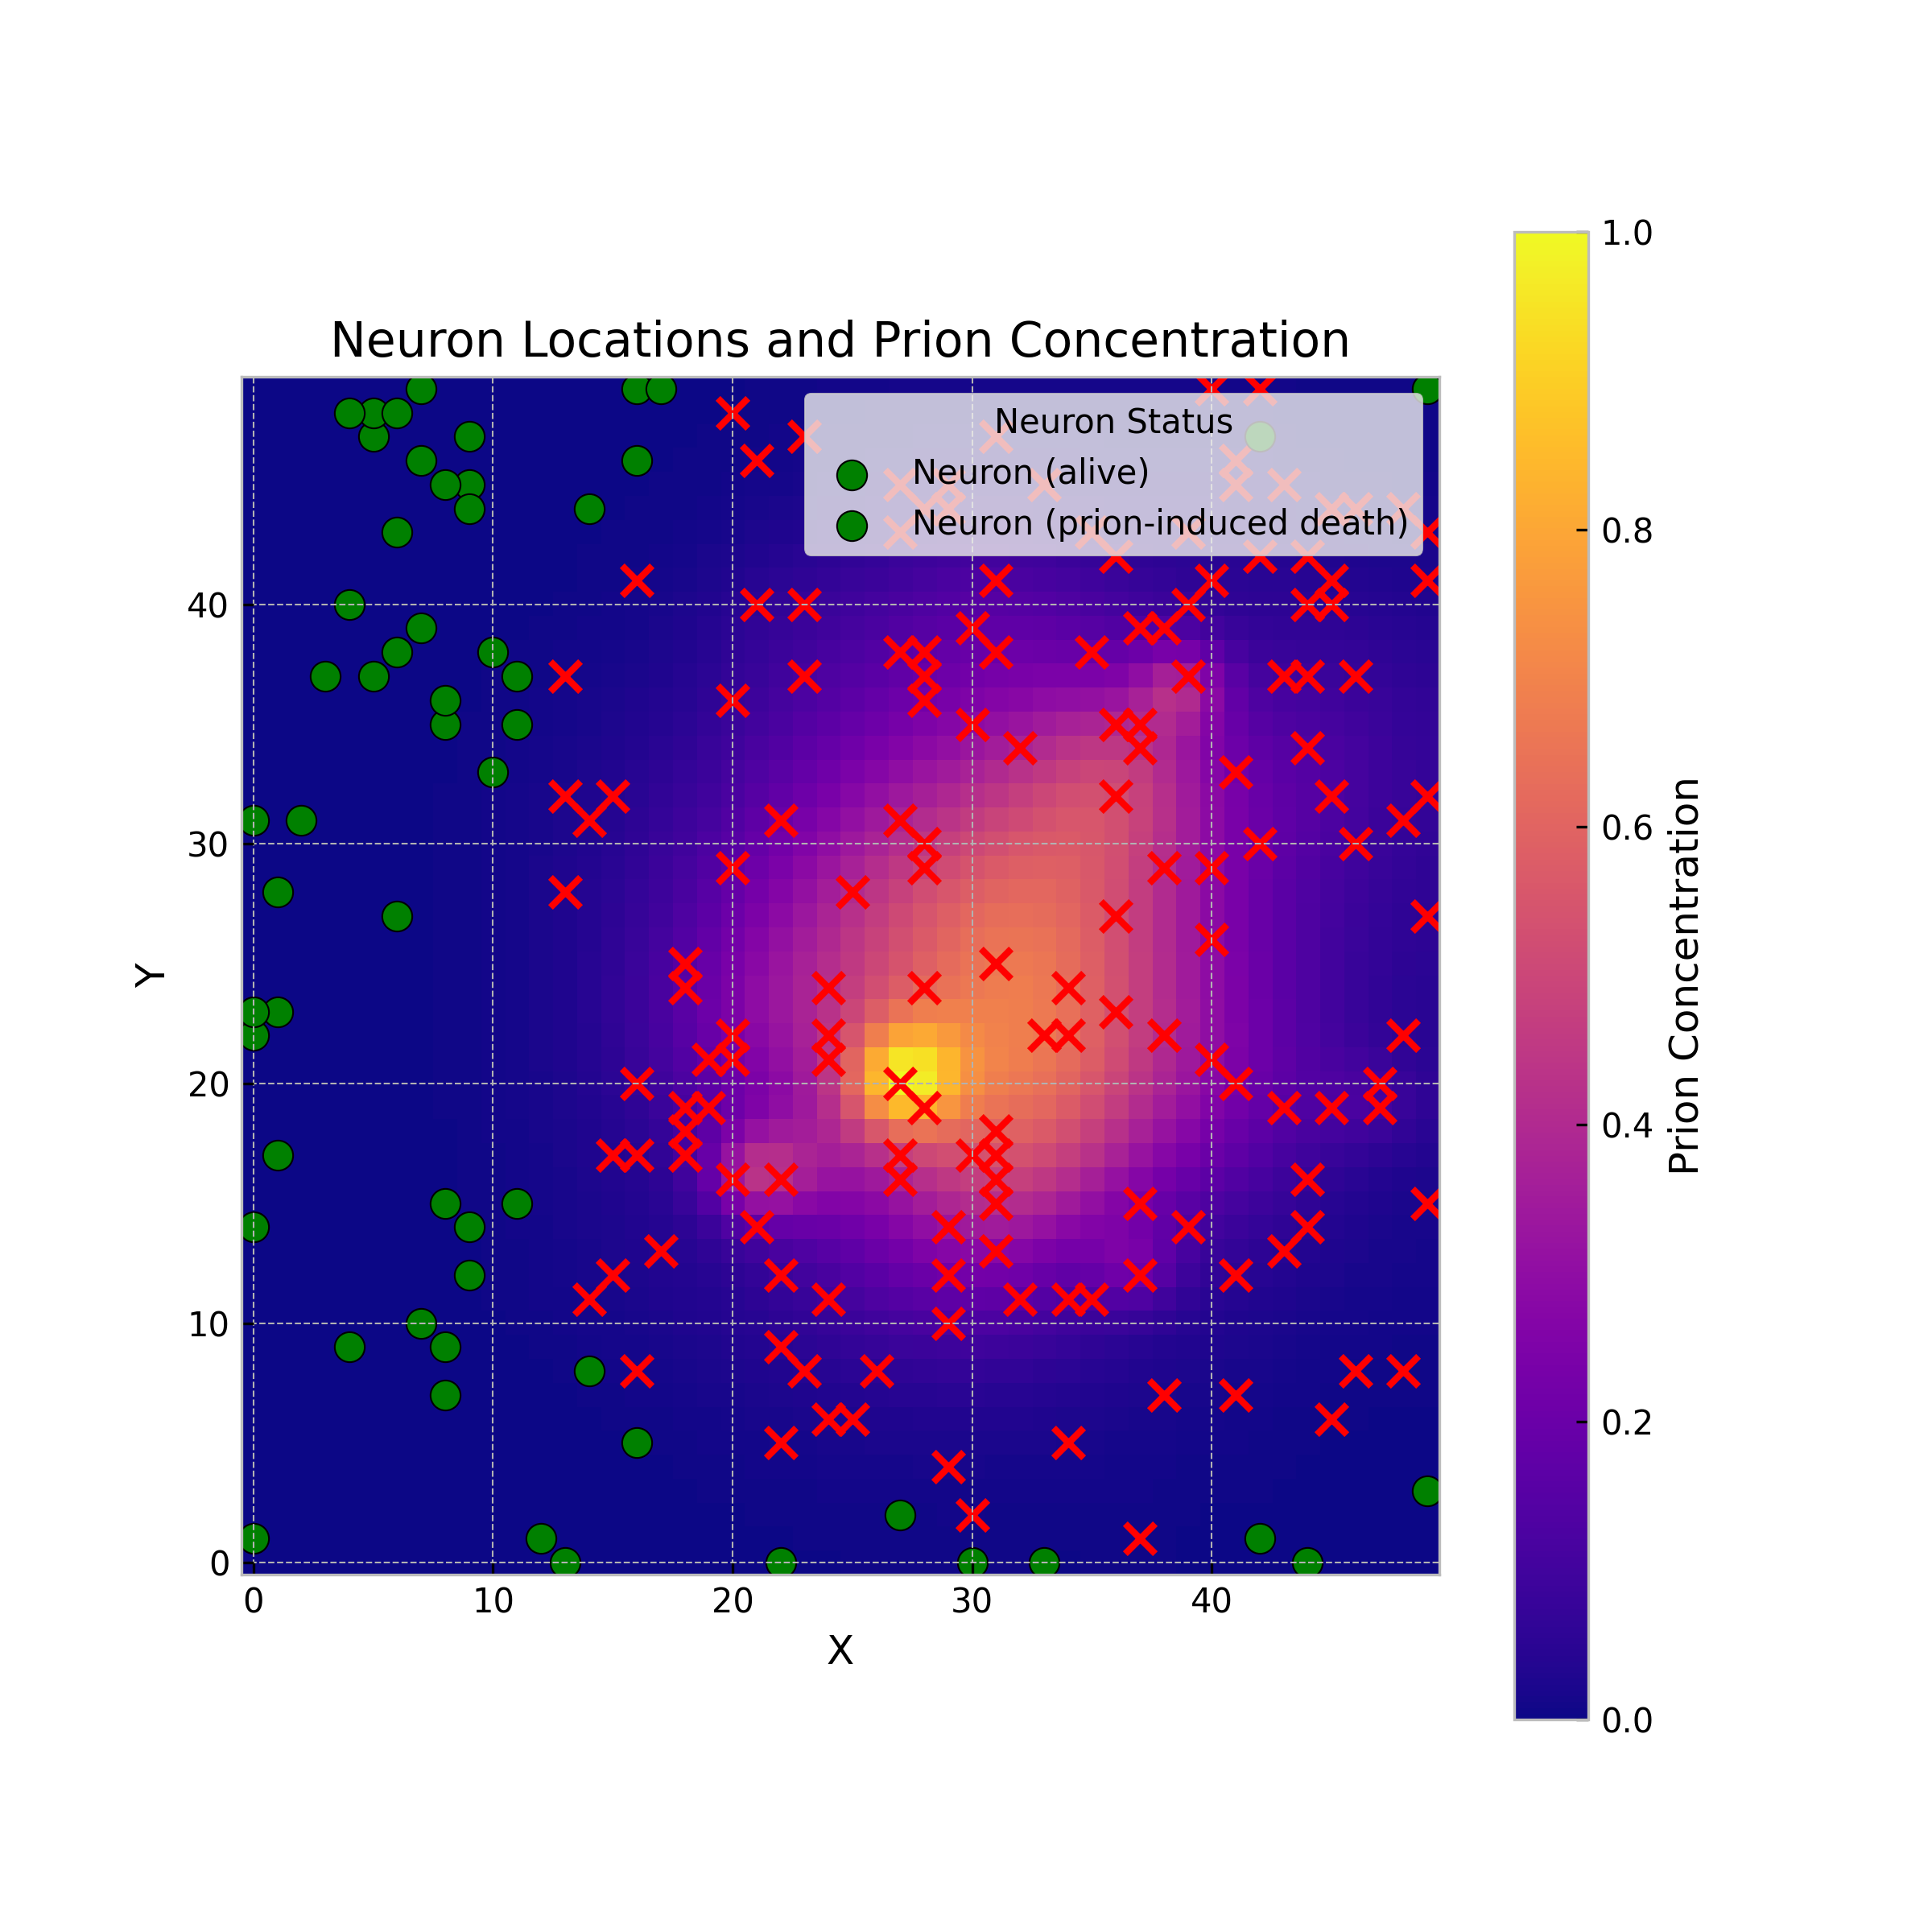 Neuron Locations and Prion Concentration
Neuron Status
Neuron (alive)
Neuron (prion-induced death)
Y
40
30
20
10
0
0 10 20 30 40
X
1.0
0.8
0.6
0.4
0.2
0.0
Prion Concentration